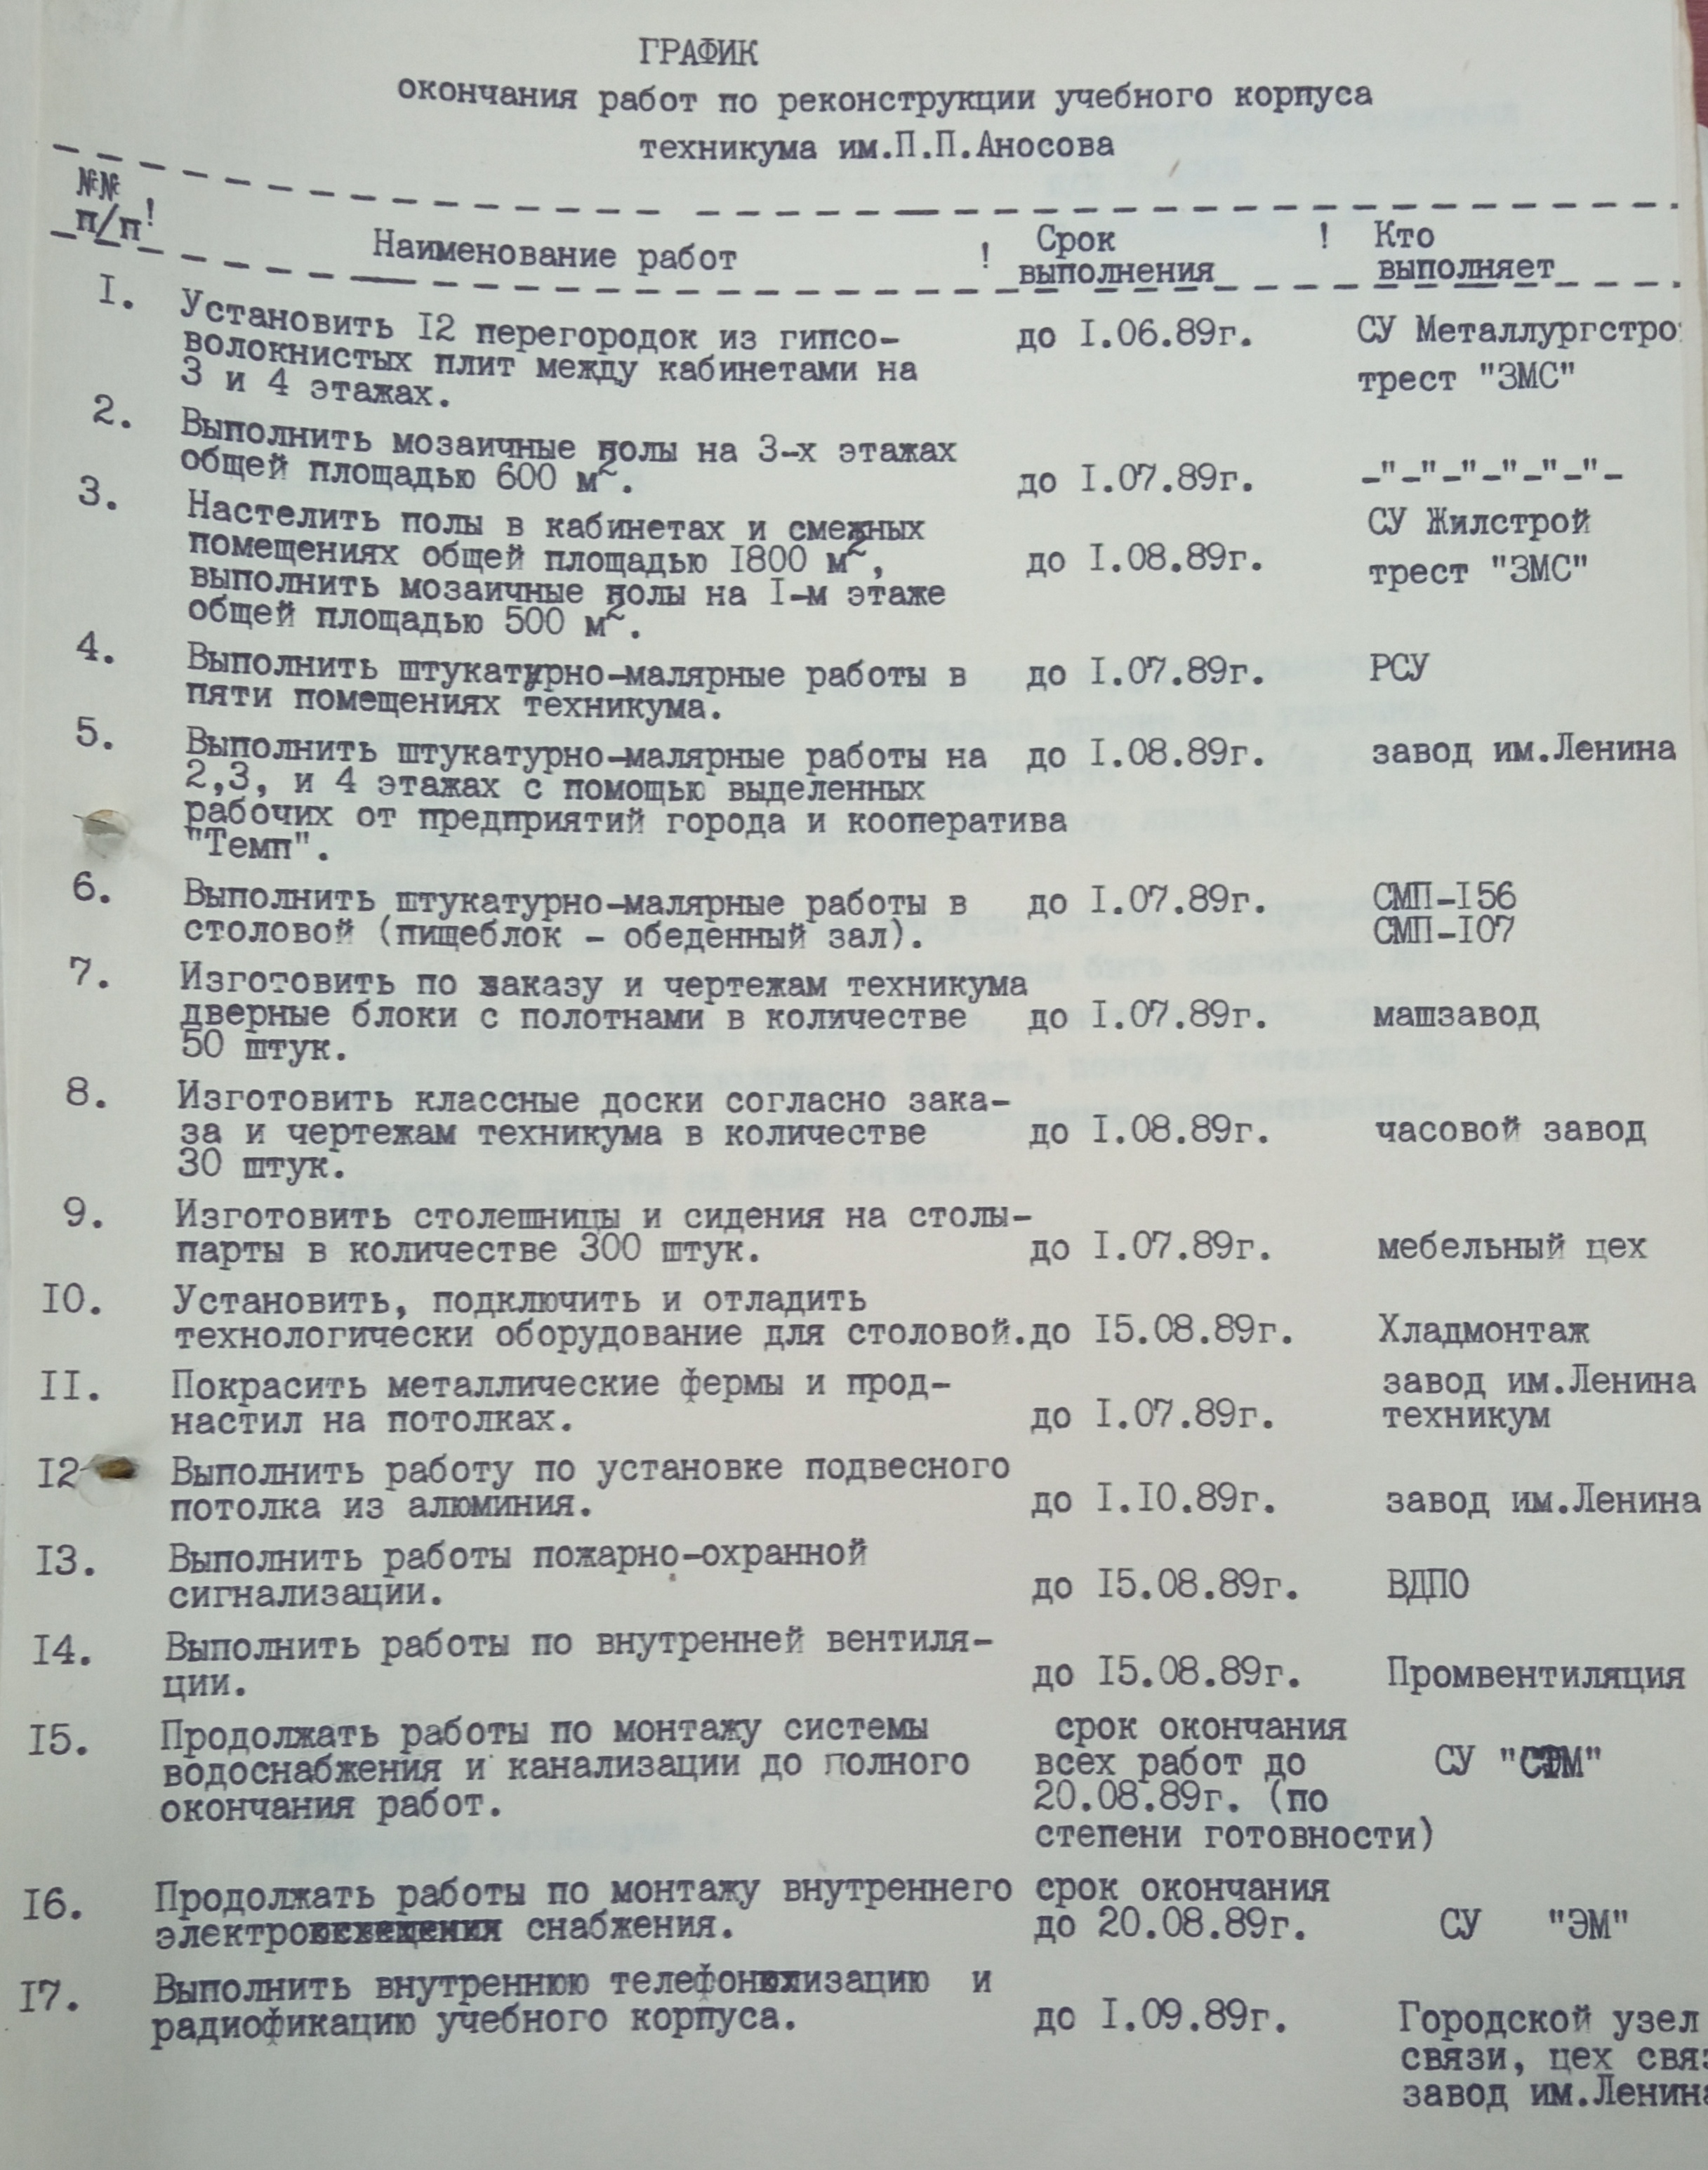 ГРАФИК
окончания работ по реконструкции учебного корпуса
техникума им.П.П.Аносова
№№ п/п ! Наименование работ ! Срок выполнения ! Кто выполняет
I. Установить I2 перегородок из гипсо- до I.06.89г. СУ Металлургстро
волокнистых плит между кабинетами на трест "ЗМС"
3 и 4 этажах.
2. Выполнить мозаичные полы на 3-х этажах
общей площадью 600 м². до I.07.89г. -"-"-"-"-"-"-
3. Настелить полы в кабинетах и смежных СУ Жилстрой
помещениях общей площадью I800 м², до I.08.89г. трест "ЗМС"
выполнить мозаичные полы на I-м этаже
общей площадью 500 м².
4. Выполнить штукатурно-малярные работы в до I.07.89г. РСУ
пяти помещениях техникума.
5. Выполнить штукатурно-малярные работы на до I.08.89г. завод им.Ленина
2,3, и 4 этажах с помощью выделенных
рабочих от предприятий города и кооператива
"Темп".
6. Выполнить штукатурно-малярные работы в до I.07.89г. СМП-I56
столовой (пищеблок - обеденный зал). СМП-I07
7. Изготовить по заказу и чертежам техникума
дверные блоки с полотнами в количестве до I.07.89г. машзавод
50 штук.
8. Изготовить классные доски согласно зака-
за и чертежам техникума в количестве до I.08.89г. часовой завод
30 штук.
9. Изготовить столешницы и сидения на столы-
парты в количестве 300 штук. до I.07.89г. мебельный цех
I0. Установить, подключить и отладить
технологически оборудование для столовой. до I5.08.89г. Хладмонтаж
II. Покрасить металлические фермы и прод- завод им.Ленина
настил на потолках. до I.07.89г. техникум
I2 Выполнить работу по установке подвесного
потолка из алюминия. до I.I0.89г. завод им.Ленина
I3. Выполнить работы пожарно-охранной
сигнализации. до I5.08.89г. ВДПО
I4. Выполнить работы по внутренней вентиля-
ции. до I5.08.89г. Промвентиляция
I5. Продолжать работы по монтажу системы срок окончания
водоснабжения и канализации до полного всех работ до СУ
окончания работ. 20.08.89г. (по
степени готовности)
I6. Продолжать работы по монтажу внутреннего срок окончания
электро снабжения. до 20.08.89г. СУ "ЭМ"
I7. Выполнить внутреннюю телефонизацию и
радиофикацию учебного корпуса. до I.09.89г. Городской узел
связи, цех связ
завод им.Ленина